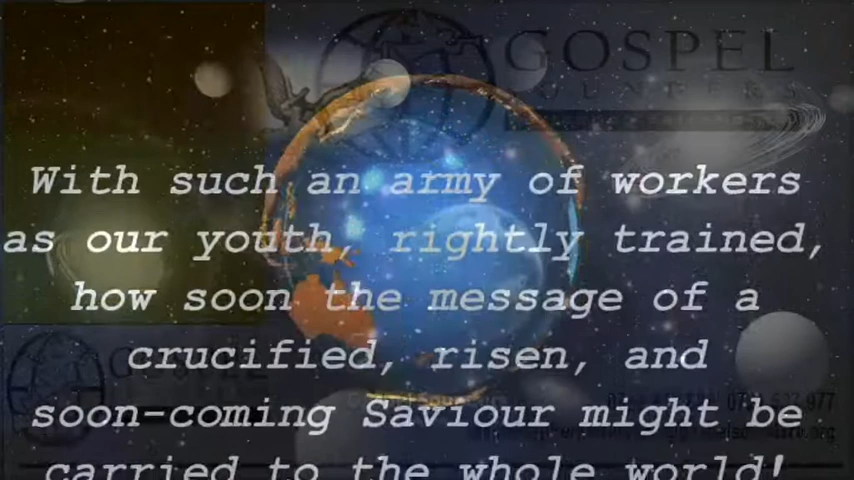 GOSPEL
SOUNDERS
With such an army of workers
as our youth, rightly trained,
how soon the message of a
crucified, risen, and
soon-coming Saviour might be
carried to the whole world!